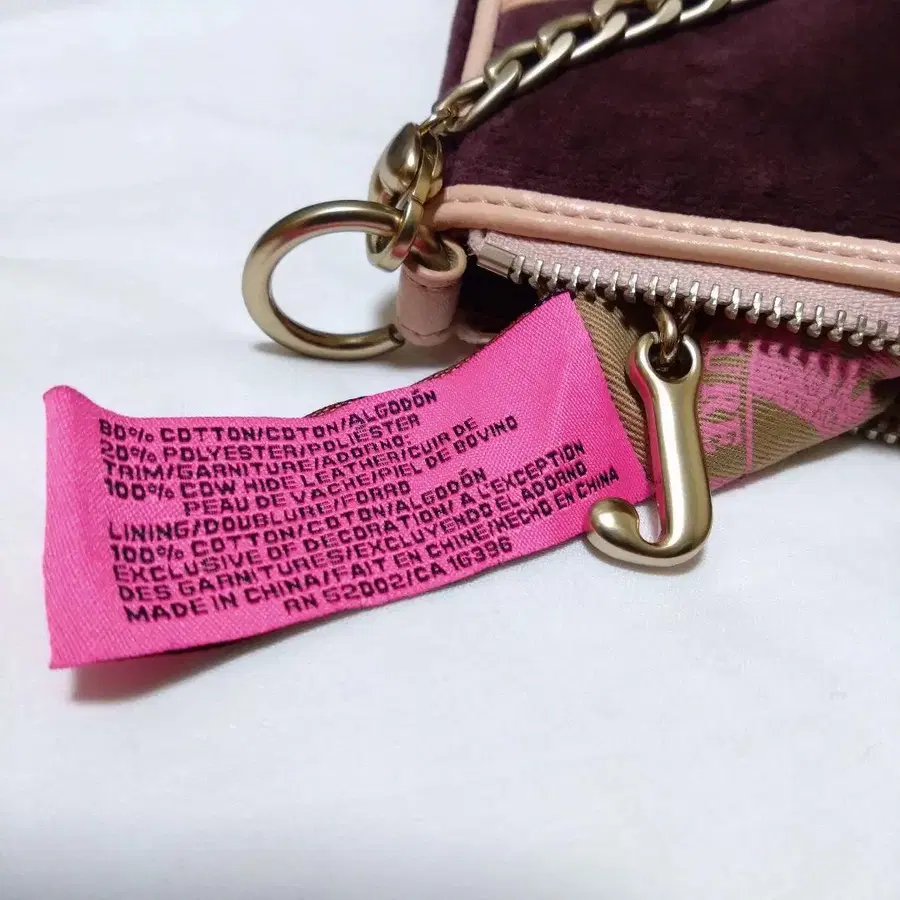 80% COTTON/COTON/ALGODÓN
20% POLYESTER/POLIÉSTER
TRIM/GARNITURE/ADORNO:
100% COW HIDE LEATHER/CUIR DE
PEAU DE VACHE/PIEL DE BOVINO
LINING/DOUBLURE/FORRO
100% COTTON/COTON/ALGODÓN
EXCLUSIVE OF DECORATION/A L'EXCEPTION
DES GARNITURES/EXCLUYENDO EL ADORNO
MADE IN CHINA/FAIT EN CHINE/HECHO EN CHINA
RN 52002/CA 16396